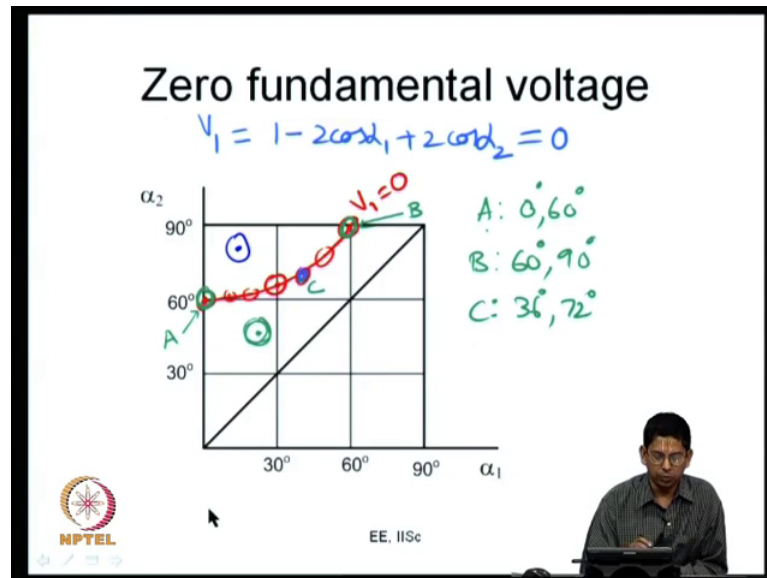 Zero fundamental voltage
V₁ = 1 - 2cosα₁ + 2cosα₂ = 0
α₂
V₁=0
B
90°
A: 0°, 60°
B: 60°, 90°
C
60°
C: 36°, 72°
A
30°
30° 60° 90° α₁
NPTEL
EE, IISc